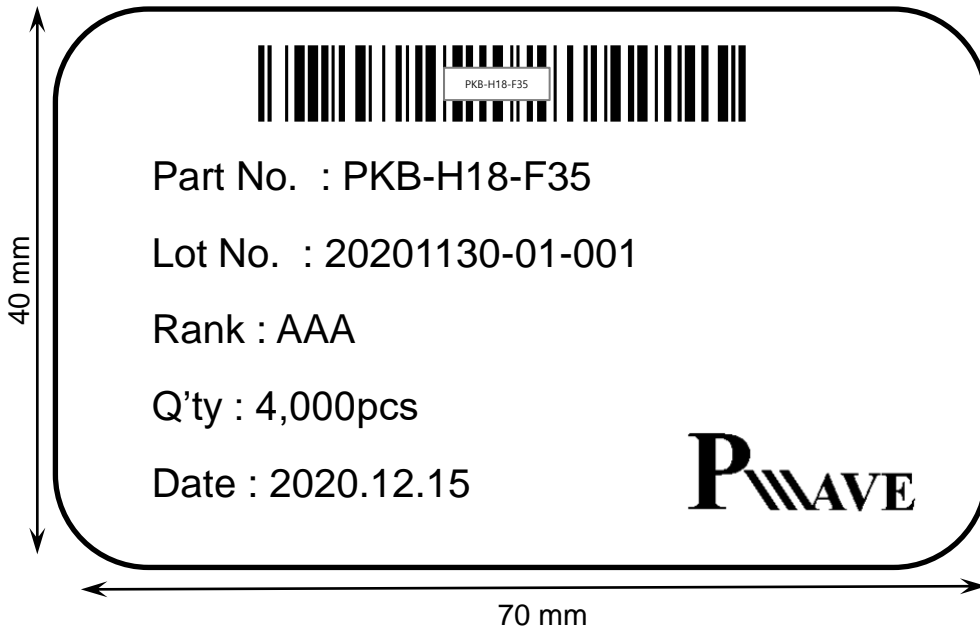 PKB-H18-F35
Part No. : PKB-H18-F35
Lot No. : 20201130-01-001
40 mm
Rank : AAA
Q’ty : 4,000pcs
Date : 2020.12.15
P\\\AVE
70 mm